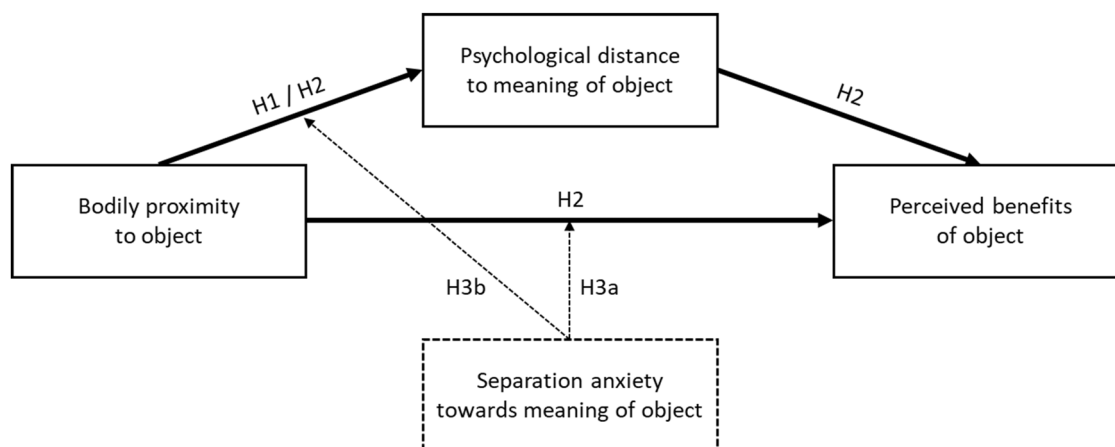 Psychological distance
to meaning of object
H1 / H2
H2
Bodily proximity
to object
H2
Perceived benefits
of object
H3b
H3a
Separation anxiety
towards meaning of object